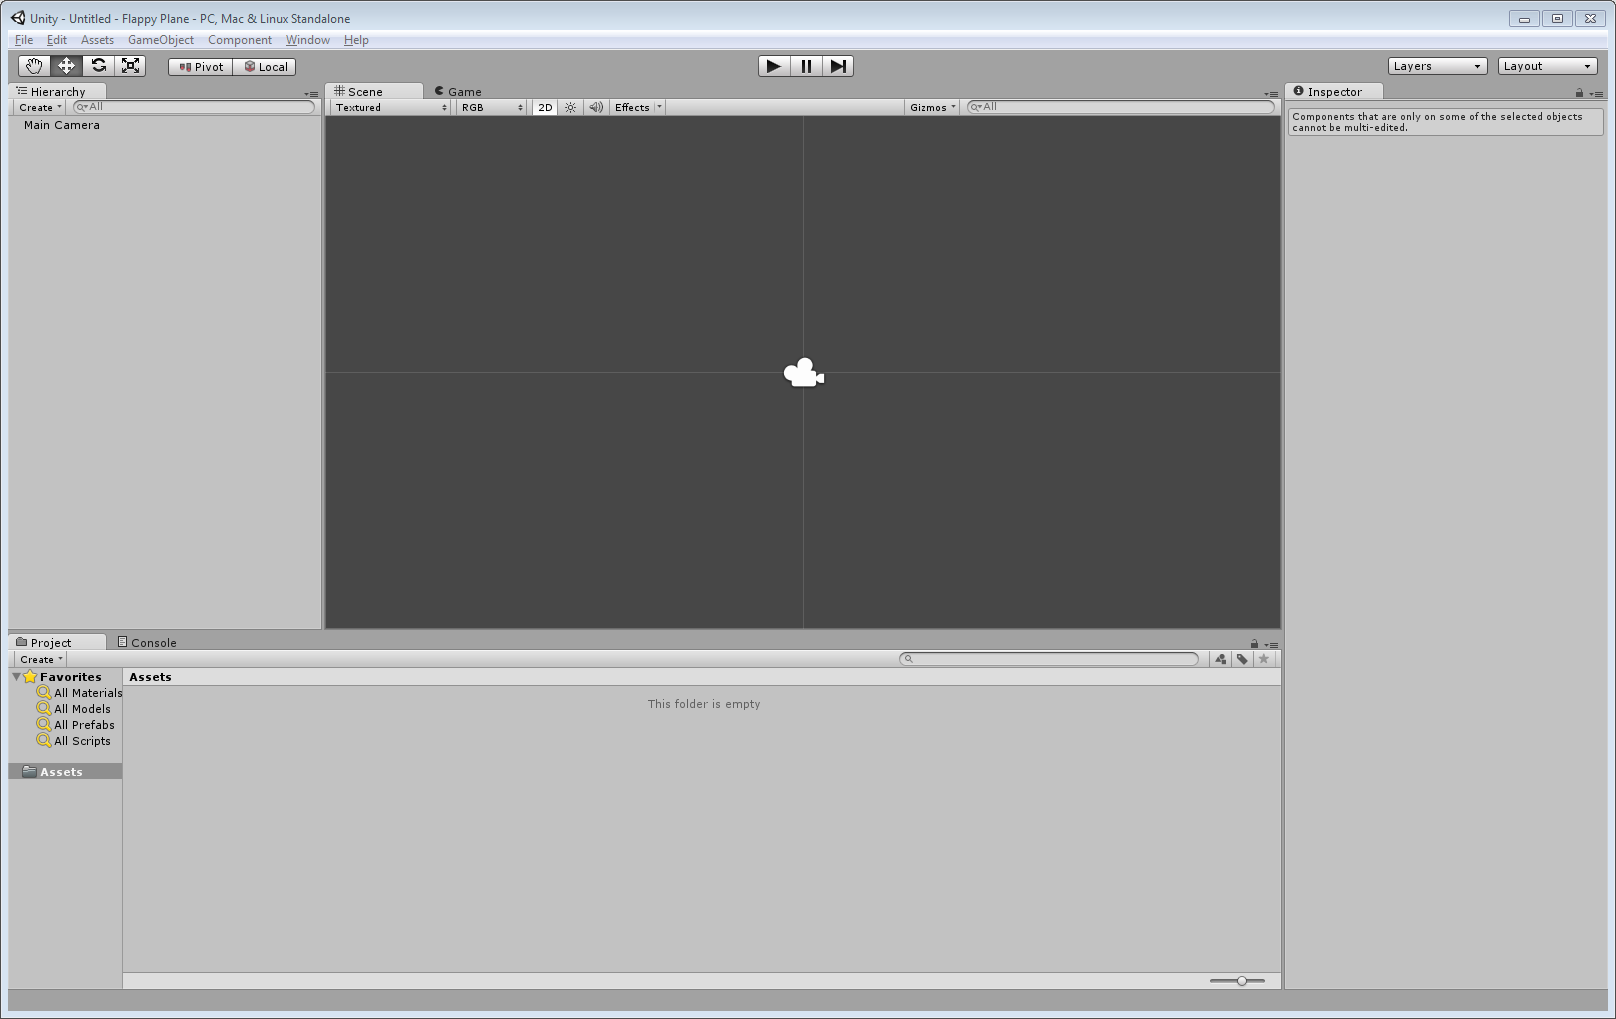 Unity - Untitled - Flappy Plane - PC, Mac & Linux Standalone
File Edit Assets GameObject Component Window Help
Pivot Local Layers Layout
Hierarchy Scene Game Inspector
Create All Textured RGB 2D Effects Gizmos All
Main Camera
Components that are only on some of the selected objects
cannot be multi-edited.
Project Console
Create
Favorites
All Materials
All Models
All Prefabs
All Scripts
Assets
Assets
This folder is empty